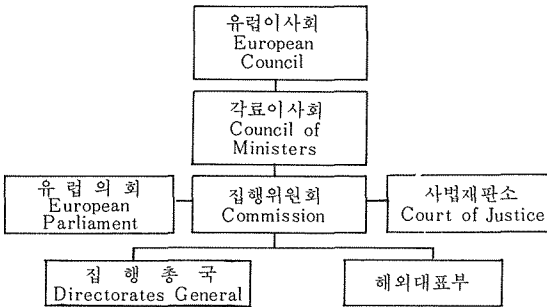 유럽이사회
European
Council
각료이사회
Council of
Ministers
유 럽 의 회
European
Parliament
집행위원회
Commission
사법재판소
Court of Justice
집 행 총 국
Directorates General
해외대표부